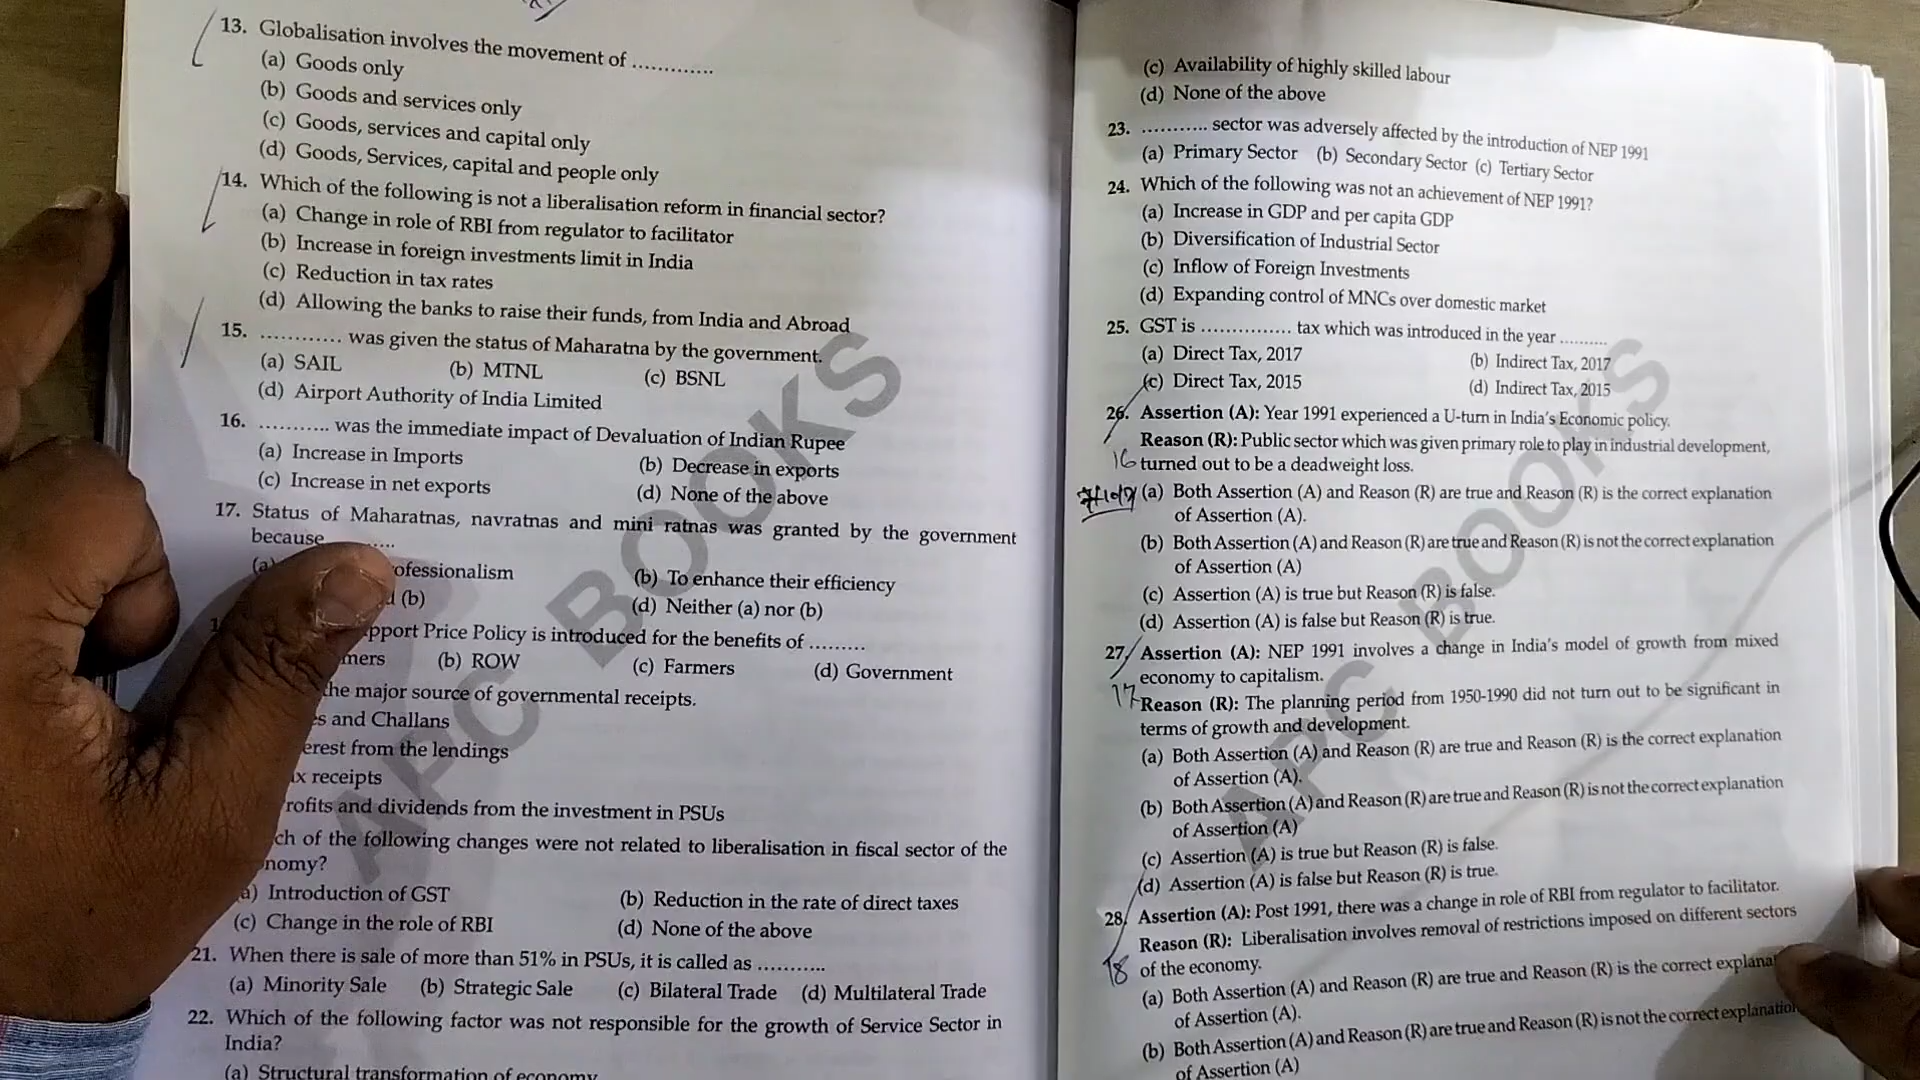 13. Globalisation involves the movement of .............
(a) Goods only
(b) Goods and services only
(c) Goods, services and capital only
(d) Goods, Services, capital and people only
14. Which of the following is not a liberalisation reform in financial sector?
(a) Change in role of RBI from regulator to facilitator
(b) Increase in foreign investments limit in India
(c) Reduction in tax rates
(d) Allowing the banks to raise their funds, from India and Abroad
15. ............ was given the status of Maharatna by the government.
(a) SAIL (b) MTNL (c) BSNL
(d) Airport Authority of India Limited
16. ........... was the immediate impact of Devaluation of Indian Rupee
(a) Increase in Imports (b) Decrease in exports
(c) Increase in net exports (d) None of the above
17. Status of Maharatnas, navratnas and mini ratnas was granted by the government
because
(a) ofessionalism (b) To enhance their efficiency
(b) (d) Neither (a) nor (b)
pport Price Policy is introduced for the benefits of .........
mers (b) ROW (c) Farmers (d) Government
the major source of governmental receipts.
es and Challans
erest from the lendings
x receipts
rofits and dividends from the investment in PSUs
ch of the following changes were not related to liberalisation in fiscal sector of the
nomy?
a) Introduction of GST (b) Reduction in the rate of direct taxes
(c) Change in the role of RBI (d) None of the above
21. When there is sale of more than 51% in PSUs, it is called as ...........
(a) Minority Sale (b) Strategic Sale (c) Bilateral Trade (d) Multilateral Trade
22. Which of the following factor was not responsible for the growth of Service Sector in
India?
(a) Structural transformation of economy
APC BOOKS
(c) Availability of highly skilled labour
(d) None of the above
23. ........... sector was adversely affected by the introduction of NEP 1991
(a) Primary Sector (b) Secondary Sector (c) Tertiary Sector
24. Which of the following was not an achievement of NEP 1991?
(a) Increase in GDP and per capita GDP
(b) Diversification of Industrial Sector
(c) Inflow of Foreign Investments
(d) Expanding control of MNCs over domestic market
25. GST is ............... tax which was introduced in the year ..........
(a) Direct Tax, 2017 (b) Indirect Tax, 2017
(c) Direct Tax, 2015 (d) Indirect Tax, 2015
26. Assertion (A): Year 1991 experienced a U-turn in India's Economic policy.
Reason (R): Public sector which was given primary role to play in industrial development,
16 turned out to be a deadweight loss.
(a) Both Assertion (A) and Reason (R) are true and Reason (R) is the correct explanation
of Assertion (A).
(b) Both Assertion (A) and Reason (R) are true and Reason (R) is not the correct explanation
of Assertion (A)
(c) Assertion (A) is true but Reason (R) is false.
(d) Assertion (A) is false but Reason (R) is true.
27. Assertion (A): NEP 1991 involves a change in India's model of growth from mixed
economy to capitalism.
17 Reason (R): The planning period from 1950-1990 did not turn out to be significant in
terms of growth and development.
(a) Both Assertion (A) and Reason (R) are true and Reason (R) is the correct explanation
of Assertion (A).
(b) Both Assertion (A) and Reason (R) are true and Reason (R) is not the correct explanation
of Assertion (A)
(c) Assertion (A) is true but Reason (R) is false.
(d) Assertion (A) is false but Reason (R) is true.
28. Assertion (A): Post 1991, there was a change in role of RBI from regulator to facilitator.
Reason (R): Liberalisation involves removal of restrictions imposed on different sectors
18 of the economy.
(a) Both Assertion (A) and Reason (R) are true and Reason (R) is the correct explana
of Assertion (A).
(b) Both Assertion (A) and Reason (R) are true and Reason (R) is not the correct explanation
of Assertion (A)
APC BOOKS